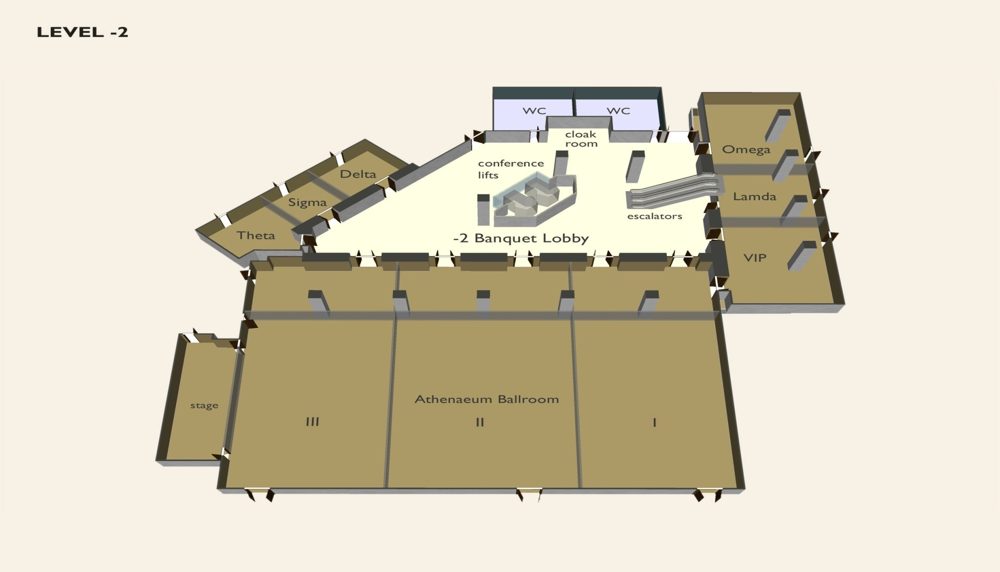 LEVEL -2
WC
WC
cloak
room
conference
lifts
Omega
Delta
Lamda
Sigma
escalators
Theta
-2 Banquet Lobby
VIP
Athenaeum Ballroom
stage
III
II
I